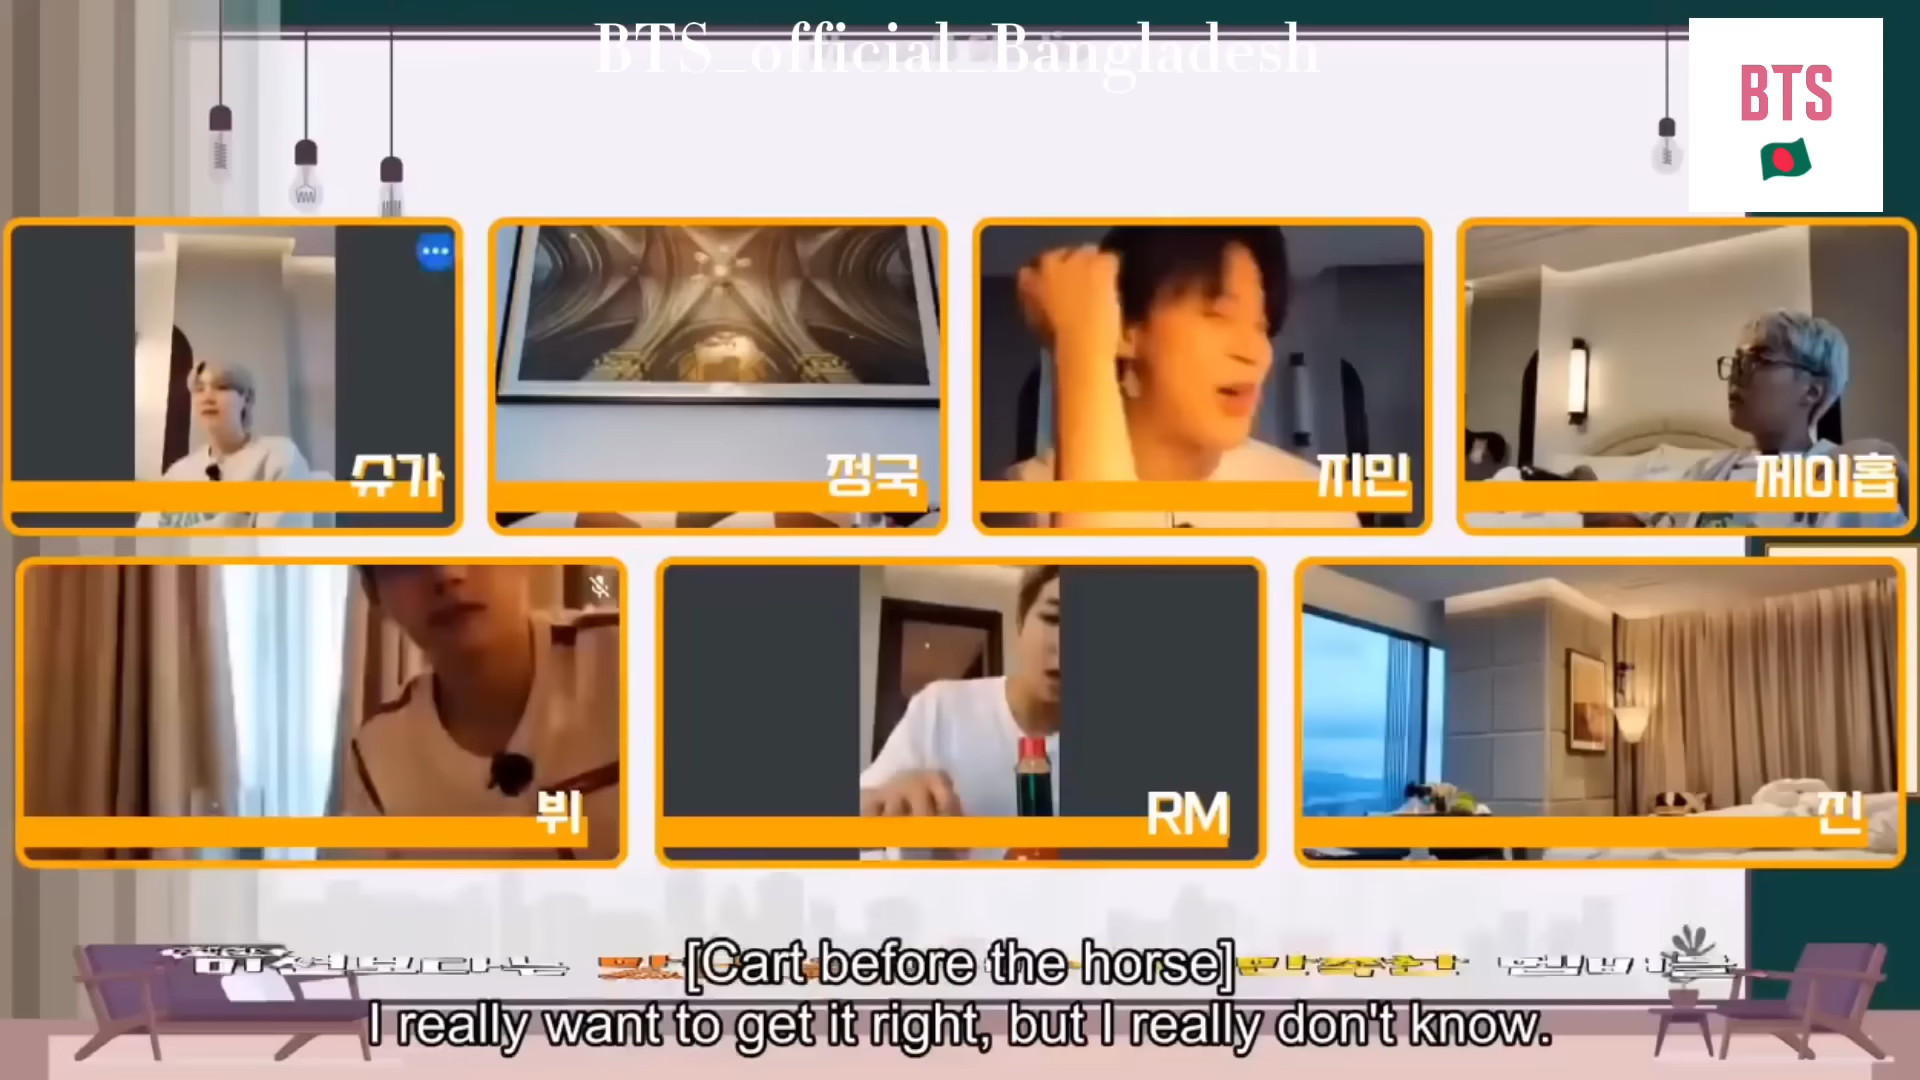 BTS_official_Bangladesh
BTS
슈가
정국
지민
제이홉
뷔
RM
진
[Cart before the horse]
I really want to get it right, but I really don't know.